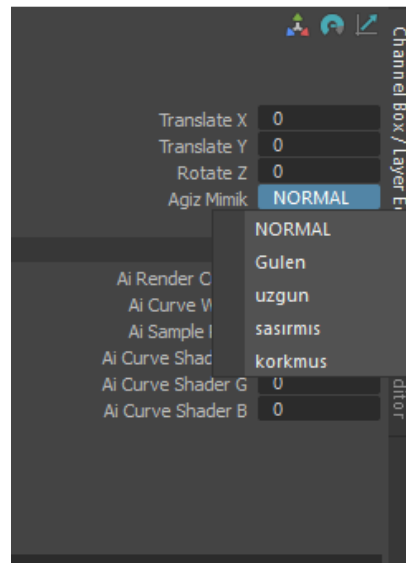 Channel Box / Layer E
Translate X 0
Translate Y 0
Rotate Z 0
Agiz Mimik NORMAL
NORMAL
Gulen
uzgun
sasirmis
korkmus
Ai Render
Ai Curve
Ai Sample
Ai Curve Shad
Ai Curve Shader G 0
Ai Curve Shader B 0
ditor